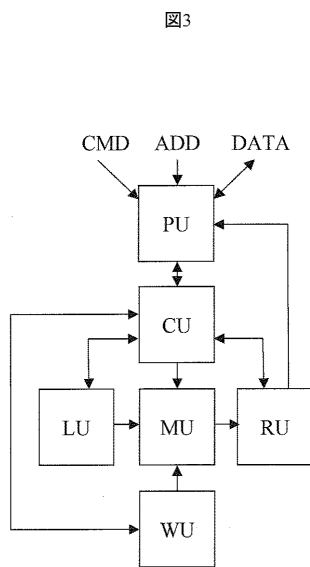 図3
CMD ADD DATA
PU
CU
LU MU RU
WU